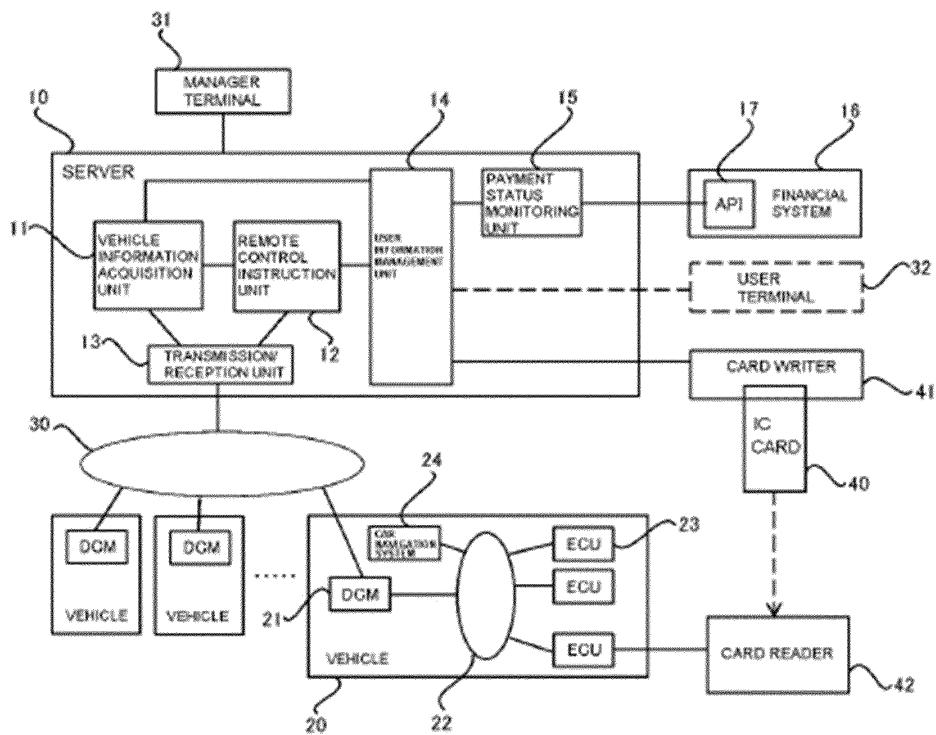 31
MANAGER
TERMINAL
10
14
15
17
16
SERVER
PAYMENT
STATUS
MONITORING
UNIT
API
FINANCIAL
SYSTEM
11
VEHICLE
INFORMATION
ACQUISITION
UNIT
REMOTE
CONTROL
INSTRUCTION
UNIT
USER
INFORMATION
MANAGEMENT
UNIT
32
USER
TERMINAL
13
12
TRANSMISSION/
RECEPTION UNIT
CARD WRITER
41
30
IC
CARD
24
40
23
CAR
NAVIGATION
SYSTEM
ECU
DCM
DCM
.....
DCM
ECU
21
VEHICLE
VEHICLE
VEHICLE
ECU
CARD READER
20
22
42